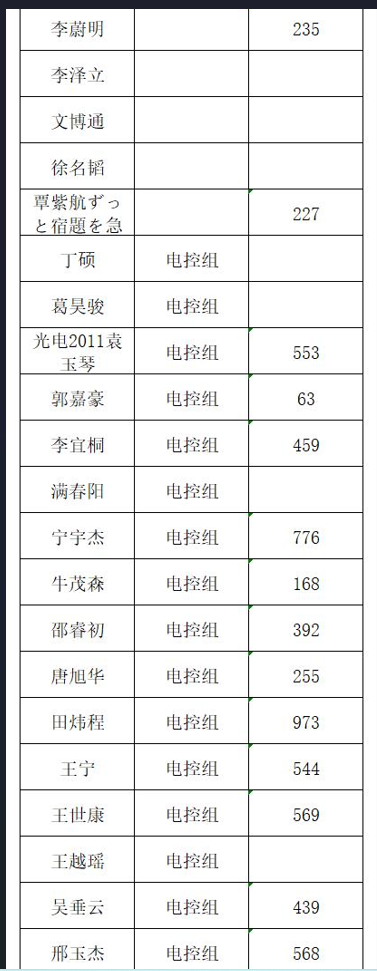 李蔚明 235
李泽立
文博通
徐名韬
覃紫航ずっ
と宿題を急 227
丁硕 电控组
葛昊骏 电控组
光电2011袁
玉琴 电控组 553
郭嘉豪 电控组 63
李宜桐 电控组 459
满春阳 电控组
宁宇杰 电控组 776
牛茂森 电控组 168
邵睿初 电控组 392
唐旭华 电控组 255
田炜程 电控组 973
王宁 电控组 544
王世康 电控组 569
王越瑶 电控组
吴垂云 电控组 439
邢玉杰 电控组 568